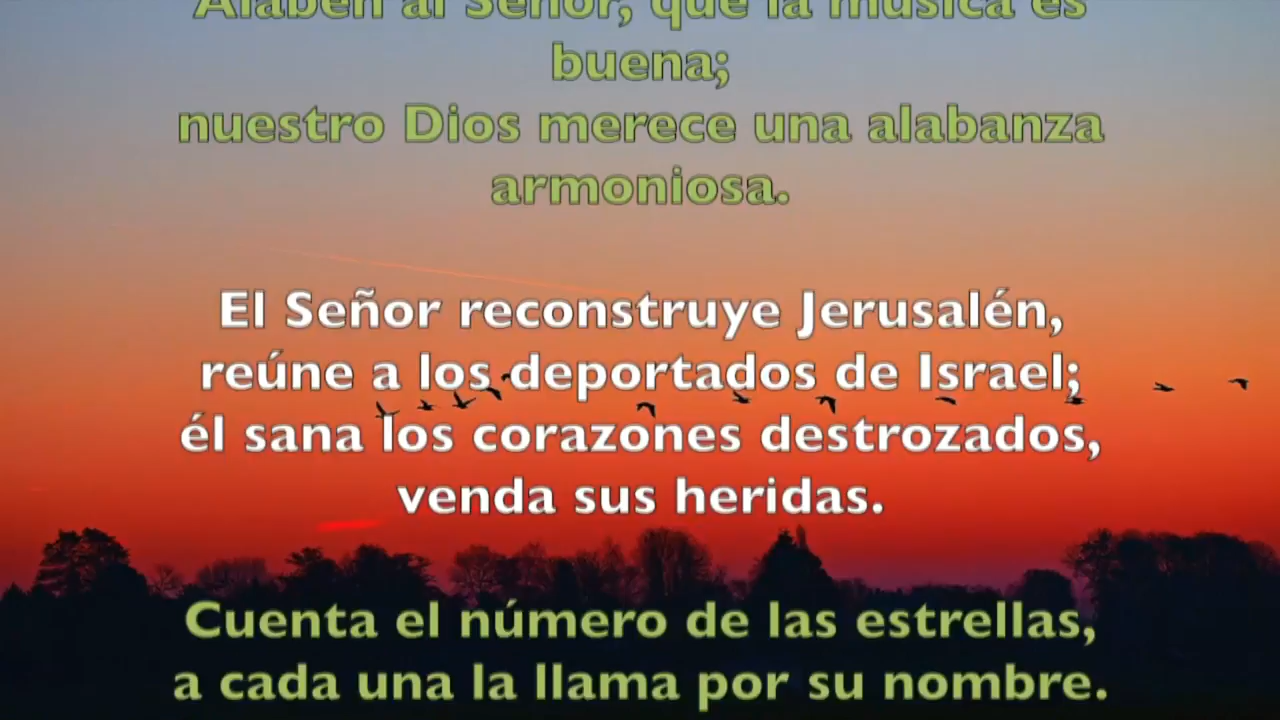 Alaben al Señor, que la música es
buena;
nuestro Dios merece una alabanza
armoniosa.
El Señor reconstruye Jerusalén,
reúne a los deportados de Israel;
él sana los corazones destrozados,
venda sus heridas.
Cuenta el número de las estrellas,
a cada una la llama por su nombre.